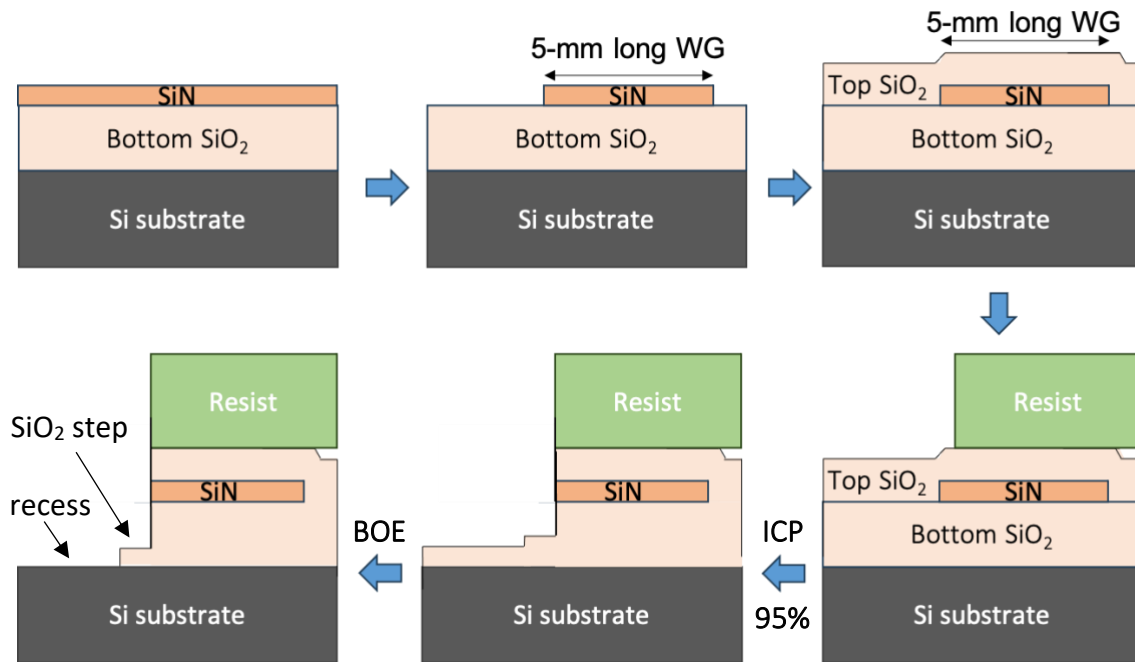 5-mm long WG
5-mm long WG
SiN
SiN
Top SiO₂
SiN
Bottom SiO₂
Bottom SiO₂
Bottom SiO₂
Si substrate
Si substrate
Si substrate
Resist
Resist
Resist
SiO₂ step
recess
SiN
SiN
Top SiO₂
SiN
BOE
ICP
Bottom SiO₂
95%
Si substrate
Si substrate
Si substrate